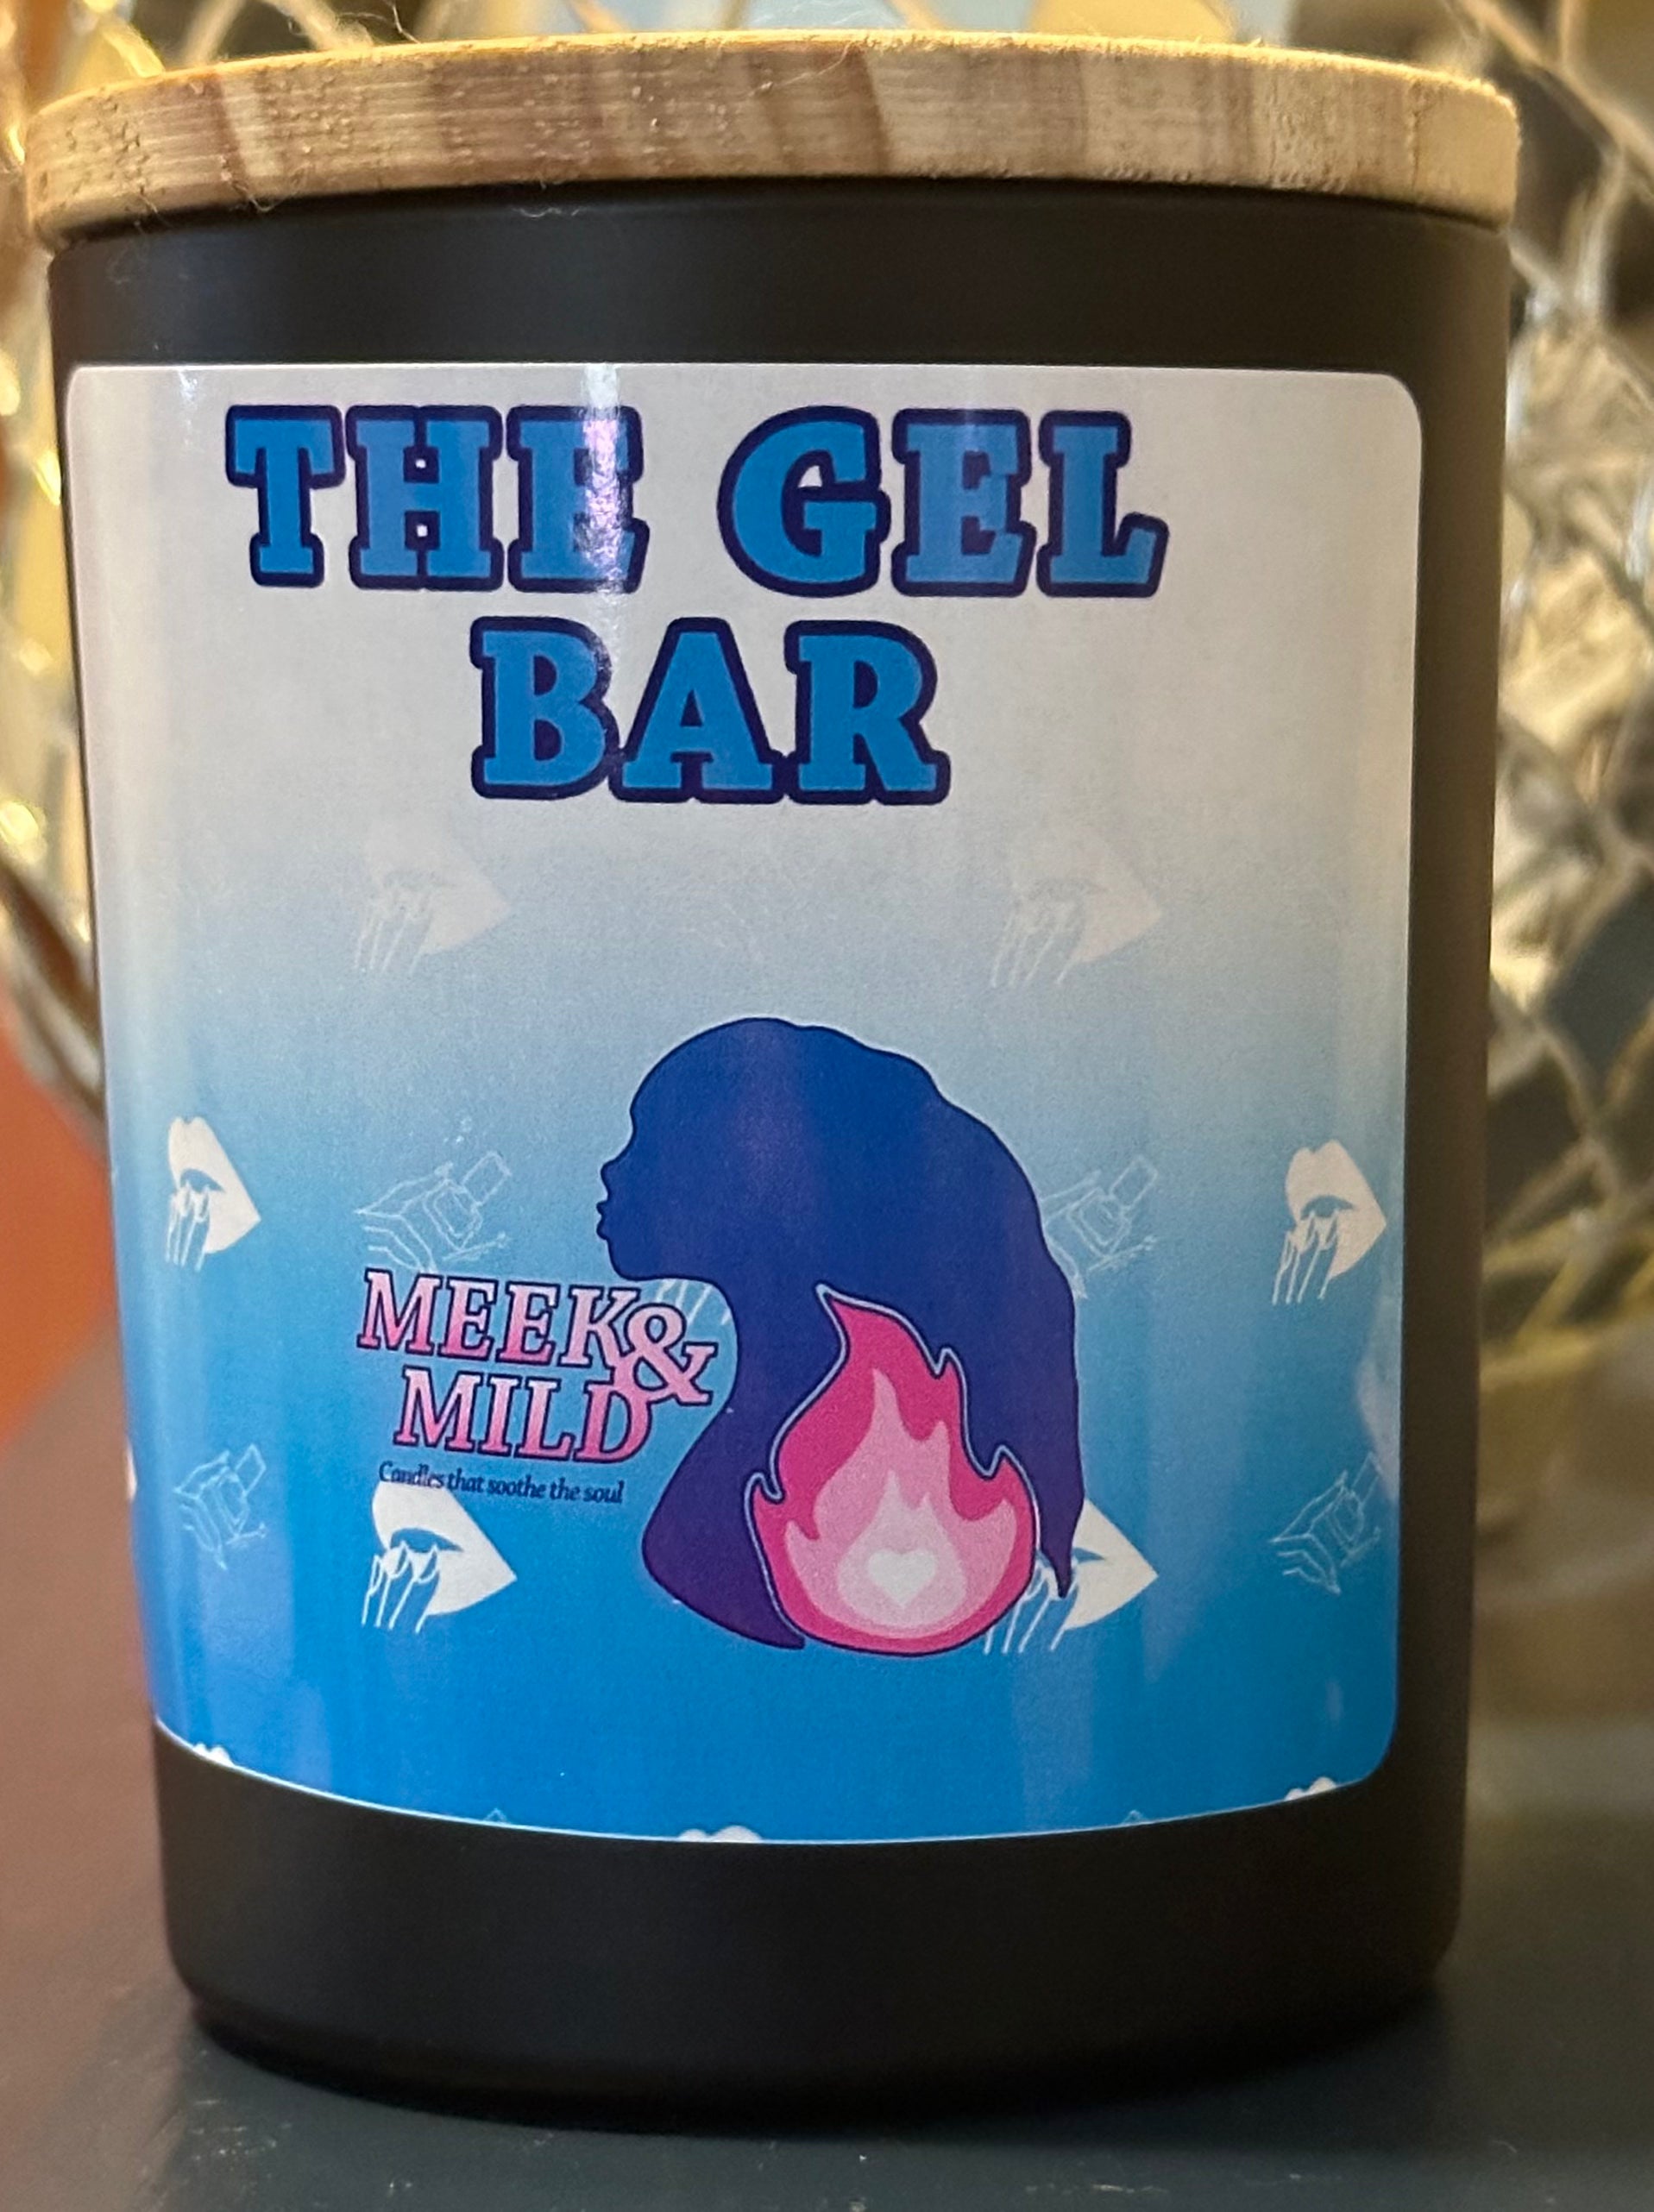 THE GEL
BAR
MEEK&
MILD
Candles that soothe the soul